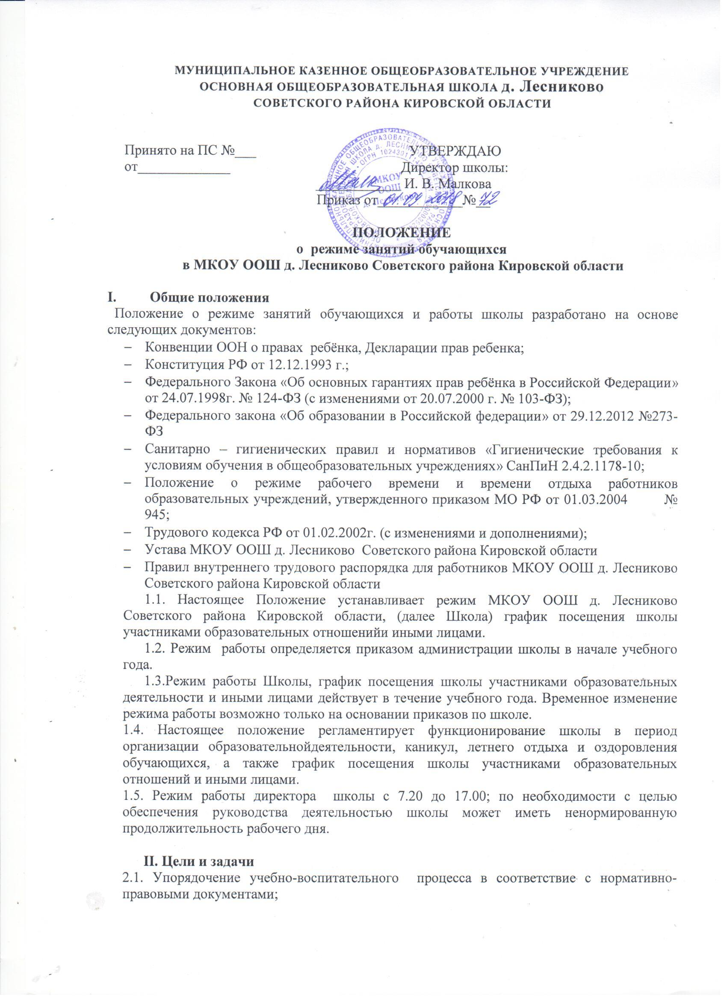 МУНИЦИПАЛЬНОЕ КАЗЕННОЕ ОБЩЕОБРАЗОВАТЕЛЬНОЕ УЧРЕЖДЕНИЕ
ОСНОВНАЯ ОБЩЕОБРАЗОВАТЕЛЬНАЯ ШКОЛА д. Лесниково
СОВЕТСКОГО РАЙОНА КИРОВСКОЙ ОБЛАСТИ
Принято на ПС №___ УТВЕРЖДАЮ
от_____________ Директор школы:
____________ И. В. Малкова
Приказ от 01.09 2018 № 72
МКОУ
ООШ
д. Лесниково
ПОЛОЖЕНИЕ
о режиме занятий обучающихся
в МКОУ ООШ д. Лесниково Советского района Кировской области
I. Общие положения
Положение о режиме занятий обучающихся и работы школы разработано на основе
следующих документов:
– Конвенции ООН о правах ребёнка, Декларации прав ребенка;
– Конституция РФ от 12.12.1993 г.;
– Федерального Закона «Об основных гарантиях прав ребёнка в Российской Федерации»
от 24.07.1998г. № 124-ФЗ (с изменениями от 20.07.2000 г. № 103-ФЗ);
– Федерального закона «Об образовании в Российской федерации» от 29.12.2012 №273-
ФЗ
– Санитарно – гигиенических правил и нормативов «Гигиенические требования к
условиям обучения в общеобразовательных учреждениях» СанПиН 2.4.2.1178-10;
– Положение о режиме рабочего времени и времени отдыха работников
образовательных учреждений, утвержденного приказом МО РФ от 01.03.2004 №
945;
– Трудового кодекса РФ от 01.02.2002г. (с изменениями и дополнениями);
– Устава МКОУ ООШ д. Лесниково Советского района Кировской области
– Правил внутреннего трудового распорядка для работников МКОУ ООШ д. Лесниково
Советского района Кировской области
1.1. Настоящее Положение устанавливает режим МКОУ ООШ д. Лесниково
Советского района Кировской области, (далее Школа) график посещения школы
участниками образовательных отношенийи иными лицами.
1.2. Режим работы определяется приказом администрации школы в начале учебного
года.
1.3.Режим работы Школы, график посещения школы участниками образовательных
деятельности и иными лицами действует в течение учебного года. Временное изменение
режима работы возможно только на основании приказов по школе.
1.4. Настоящее положение регламентирует функционирование школы в период
организации образовательнойдеятельности, каникул, летнего отдыха и оздоровления
обучающихся, а также график посещения школы участниками образовательных
отношений и иными лицами.
1.5. Режим работы директора школы с 7.20 до 17.00; по необходимости с целью
обеспечения руководства деятельностью школы может иметь ненормированную
продолжительность рабочего дня.
II. Цели и задачи
2.1. Упорядочение учебно-воспитательного процесса в соответствие с нормативно-
правовыми документами;